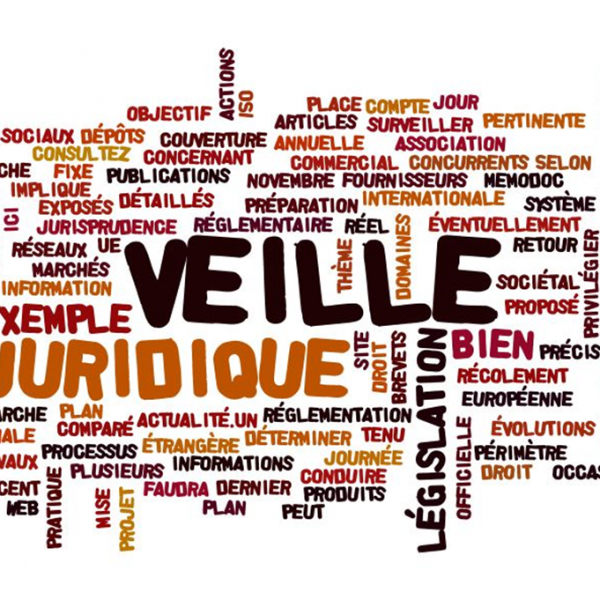 ACTIONS
ISO
OBJECTIF
PLACE COMPTE JOUR
ARTICLES SURVEILLER PERTINENTE
SOCIAUX DÉPÔTS COUVERTURE ANNUELLE ASSOCIATION
CONSULTEZ CONCERNANT COMMERCIAL CONCURRENTS SELON
CHE FIXE PUBLICATIONS NOVEMBRE FOURNISSEURS MEMODOC
IMPLIQUE
EXPOSÉS DÉTAILLÉS PRÉPARATION INTERNATIONALE SYSTÈME
ICI JURISPRUDENCE RÉGLEMENTAIRE RÉEL DOMAINES ÉVENTUELLEMENT
RÉSEAUX UE THÈME RETOUR PRIVILÉGIER
MARCHÉS VEILLE SOCIÉTAL
INFORMATION PROPOSÉ
XEMPLE BIEN PRÉCIS
JURIDIQUE SITE DROIT BREVETS LÉGISLATION RÉCOLEMENT
EUROPÉENNE
ARCHE PLAN ACTUALITÉ.UN RÉGLEMENTATION
IALE COMPARÉ ÉTRANGÈRE DÉTERMINER TENU OFFICIELLE ÉVOLUTIONS
VAUX PROCESSUS INFORMATIONS JOURNÉE PÉRIMÈTRE
PLUSIEURS CONDUIRE DROIT OCCAS
CENT PRATIQUE MISE PROJET FAUDRA DERNIER PRODUITS
WEB PLAN PEUT